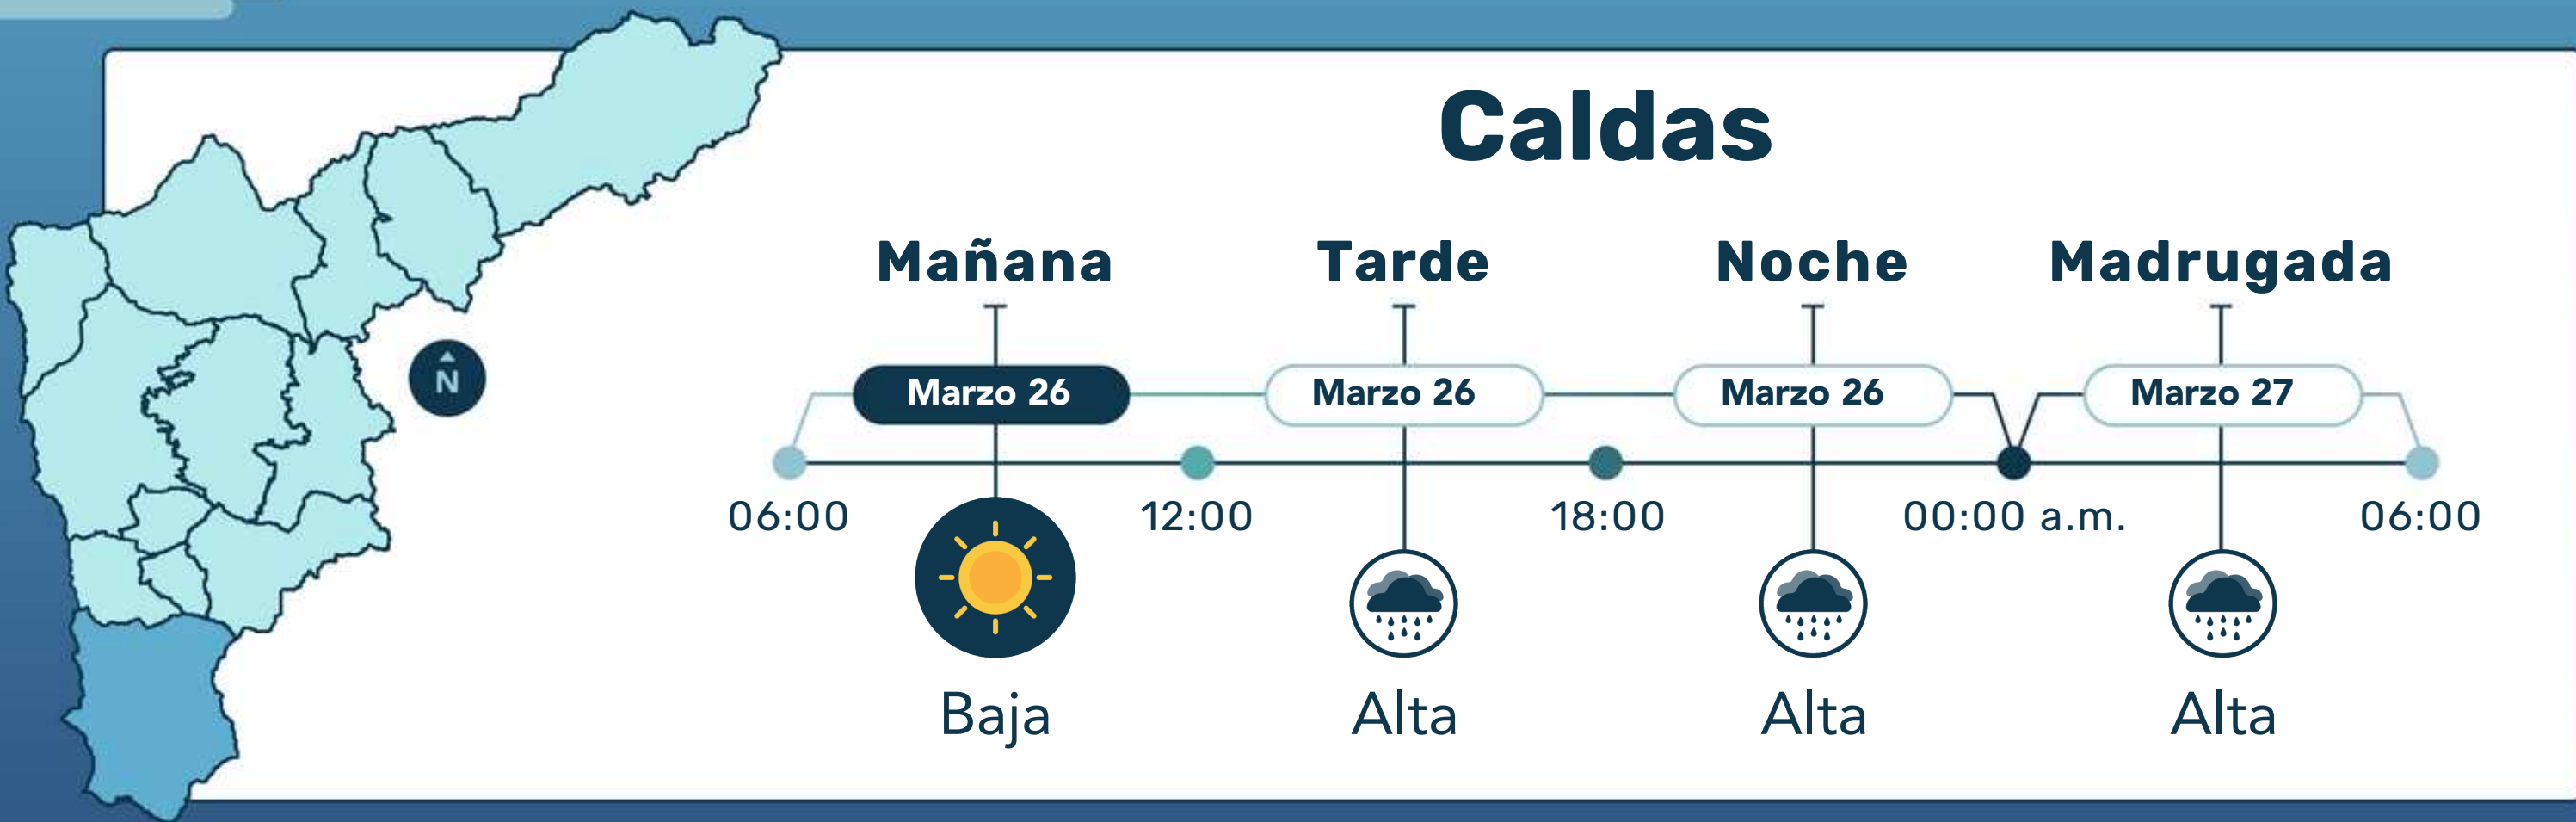 Caldas
Mañana Tarde Noche Madrugada
Marzo 26 Marzo 26 Marzo 26 Marzo 27
N
06:00 12:00 18:00 00:00 a.m. 06:00
Baja Alta Alta Alta